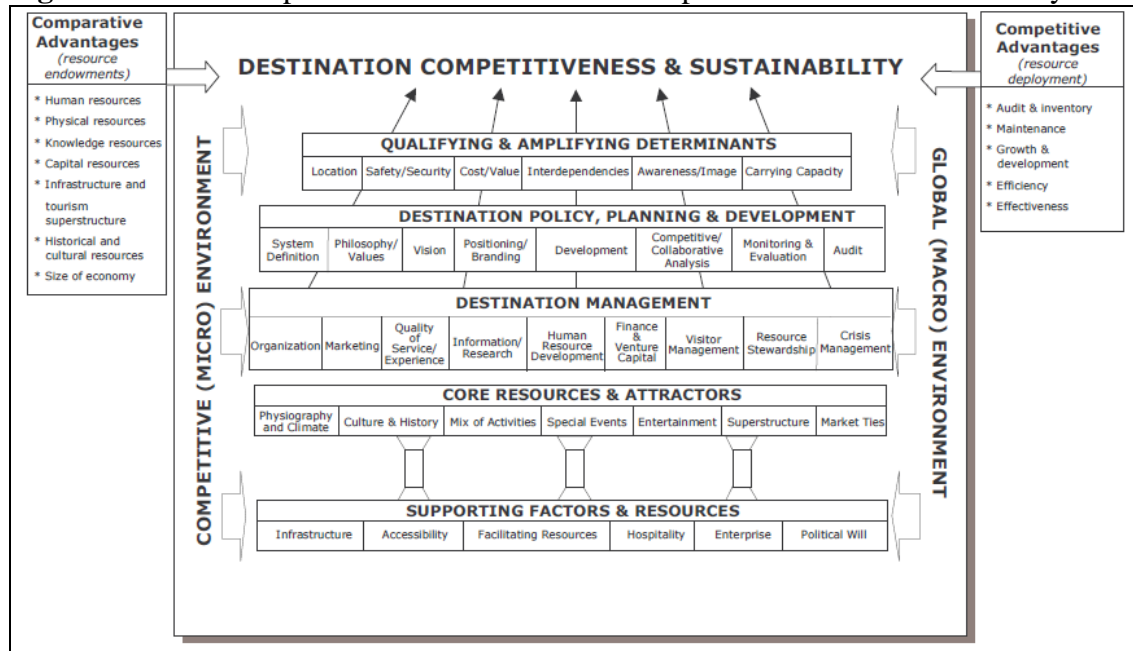 Comparative
Advantages
(resource
endowments)
* Human resources
* Physical resources
* Knowledge resources
* Capital resources
* Infrastructure and
tourism
superstructure
* Historical and
cultural resources
* Size of economy
DESTINATION COMPETITIVENESS & SUSTAINABILITY
Competitive
Advantages
(resource
deployment)
* Audit & inventory
* Maintenance
* Growth &
development
* Efficiency
* Effectiveness
COMPETITIVE (MICRO) ENVIRONMENT
GLOBAL (MACRO) ENVIRONMENT
QUALIFYING & AMPLIFYING DETERMINANTS
Location
Safety/Security
Cost/Value
Interdependencies
Awareness/Image
Carrying Capacity
DESTINATION POLICY, PLANNING & DEVELOPMENT
System
Definition
Philosophy/
Values
Vision
Positioning/
Branding
Development
Competitive/
Collaborative
Analysis
Monitoring &
Evaluation
Audit
DESTINATION MANAGEMENT
Organization
Marketing
Quality
of
Service/
Experience
Information/
Research
Human
Resource
Development
Finance
&
Venture
Capital
Visitor
Management
Resource
Stewardship
Crisis
Management
CORE RESOURCES & ATTRACTORS
Physiography
and Climate
Culture & History
Mix of Activities
Special Events
Entertainment
Superstructure
Market Ties
SUPPORTING FACTORS & RESOURCES
Infrastructure
Accessibility
Facilitating Resources
Hospitality
Enterprise
Political Will